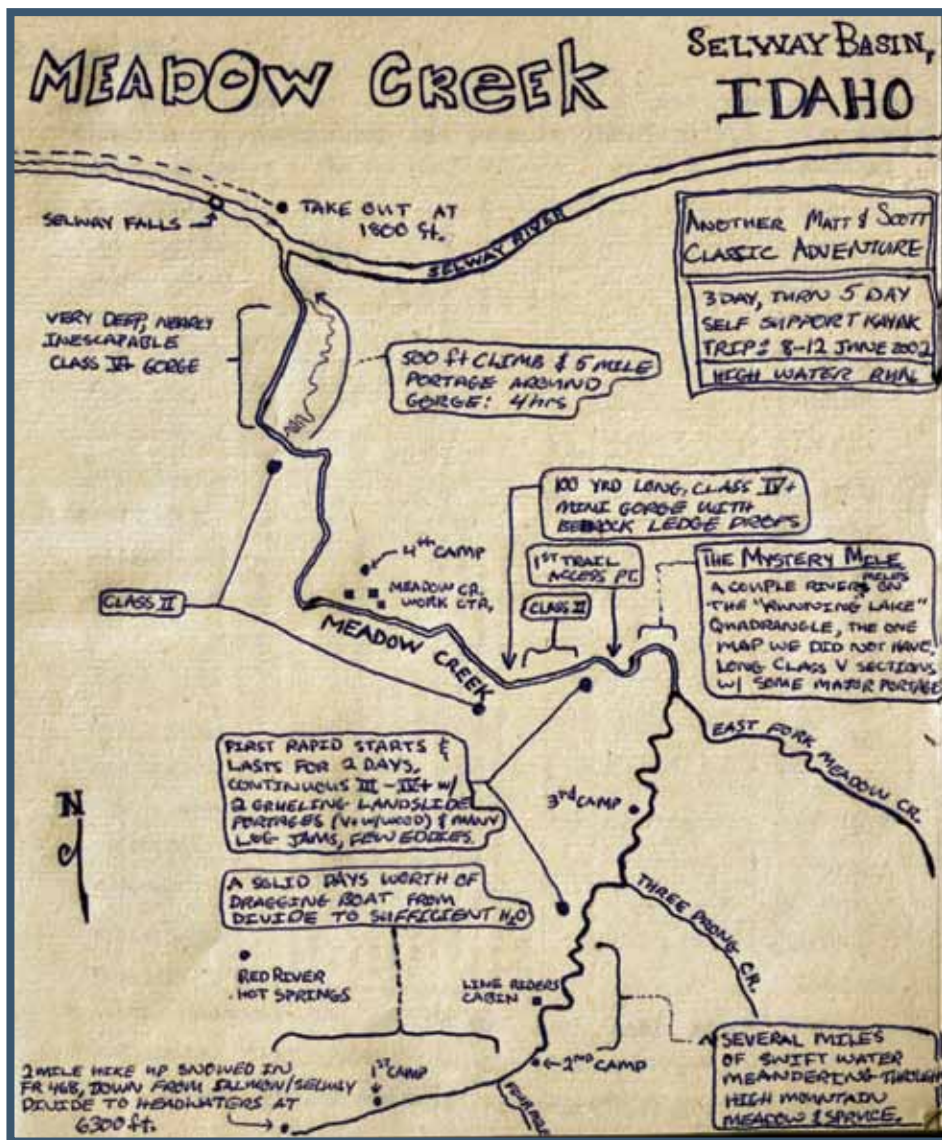 MEADOW CREEK
SELWAY BASIN,
IDAHO
SELWAY FALLS
TAKE OUT AT
1800 ft.
SELWAY RIVER
ANOTHER MATT & SCOTT
CLASSIC ADVENTURE
3 DAY, TURN 5 DAY
SELF SUPPORT KAYAK
TRIP: 8-12 JUNE 2002
HIGH WATER RUN
VERY DEEP, NEARLY
INESCAPABLE
CLASS V+ GORGE
500 ft CLIMB & 5 MILE
PORTAGE AROUND
GORGE: 4 hrs
100 YRD LONG, CLASS IV+
MINI GORGE WITH
BEDROCK LEDGE DROPS
4th CAMP
MEADOW CR.
WORK CTR.
1ST TRAIL
ACCESS PT.
CLASS II
THE MYSTERY MILE
A COUPLE RIVER MILES ON
THE "RUNNING LAKE"
QUADRANGLE, THE ONE
MAP WE DID NOT HAVE.
LONG CLASS V SECTIONS
W/ SOME MAJOR PORTAGE
CLASS II
MEADOW CREEK
EAST FORK MEADOW CR.
FIRST RAPID STARTS &
LASTS FOR 2 DAYS,
CONTINUOUS III-IV+ W/
2 GRUELING LANDSLIDE
PORTAGES (V+ W/WOOD) & MANY
LOG JAMS, FEW EDDIES.
3rd CAMP
N
A SOLID DAYS WORTH OF
DRAGGING BOAT FROM
DIVIDE TO SUFFICIENT H2O
THREE PRONG CR.
RED RIVER
HOT SPRINGS
LINE RIDERS
CABIN
2ND CAMP
SEVERAL MILES
OF SWIFT WATER
MEANDERING THROUGH
HIGH MOUNTAIN
MEADOW & SPRUCE.
2 MILE HIKE UP SNOWED IN
FR 468, DOWN FROM SALMON/SELWAY
DIVIDE TO HEADWATERS AT
6300 ft.
1ST CAMP